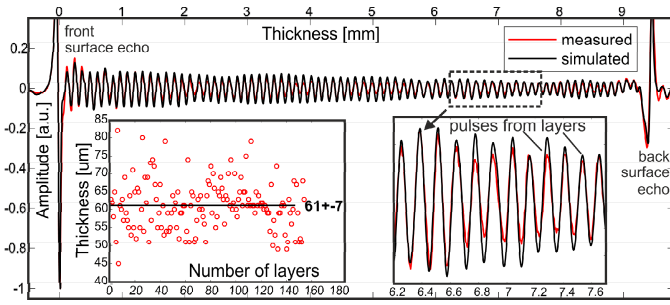 0 1 2 3 4 5 6 7 8 9
Thickness [mm]
front
surface echo
measured
simulated
0.2
0
-0.2
-0.4
-0.6
-0.8
-1
Amplitude [a.u.]
85
80
75
70
65
60
55
50
45
40
Thickness [um]
61+-7
Number of layers
0 20 40 60 80 100 120 140 160 180
pulses from layers
back
surface
echo
6.2 6.4 6.6 6.8 7 7.2 7.4 7.6